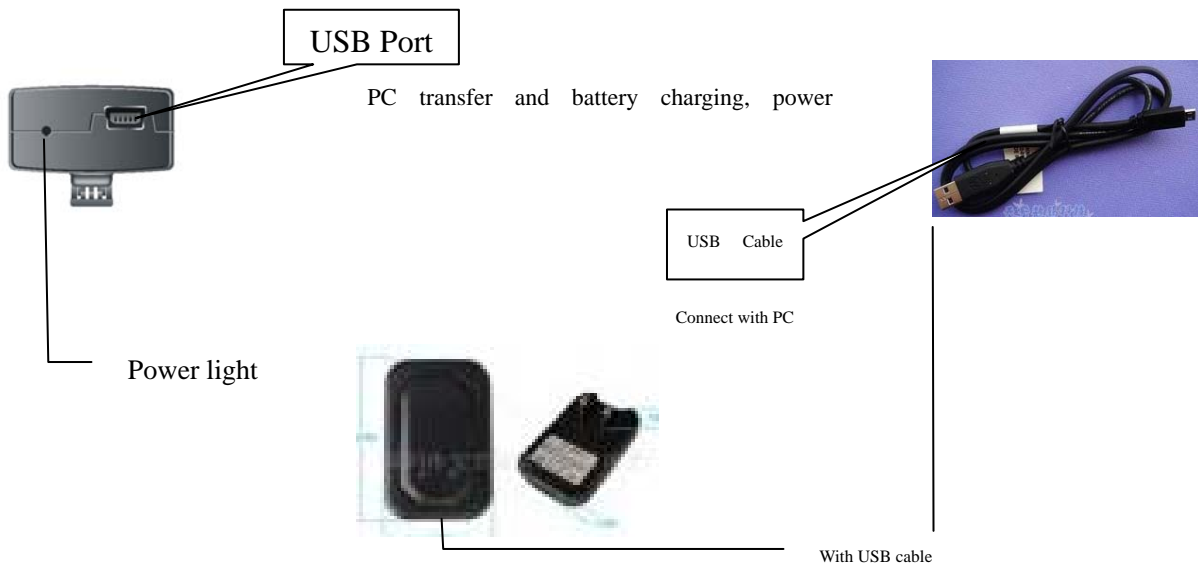 USB Port
PC transfer and battery charging, power
USB Cable
Connect with PC
Power light
With USB cable